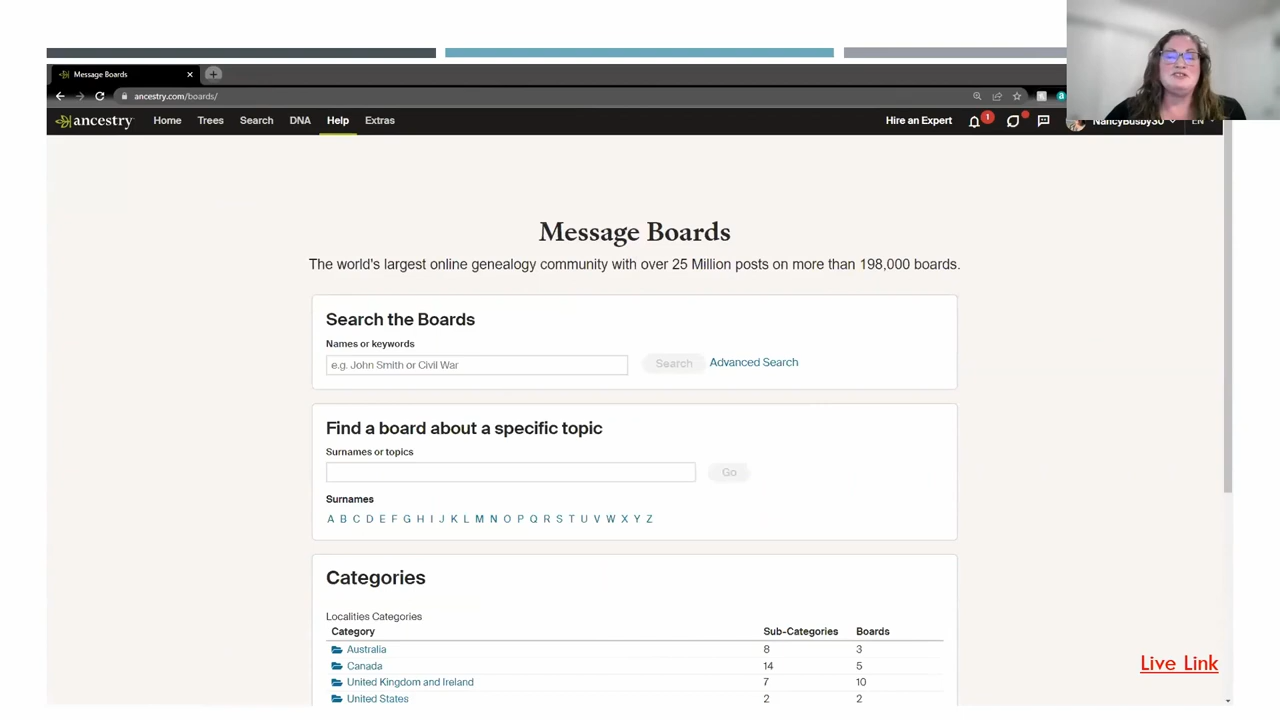 Message Boards
ancestry.com/boards/
ancestry Home Trees Search DNA Help Extras Hire an Expert 1 NancyBusby30 EN
Message Boards
The world's largest online genealogy community with over 25 Million posts on more than 198,000 boards.
Search the Boards
Names or keywords
e.g. John Smith or Civil War Search Advanced Search
Find a board about a specific topic
Surnames or topics
Go
Surnames
A B C D E F G H I J K L M N O P Q R S T U V W X Y Z
Categories
Localities Categories
Category Sub-Categories Boards
Australia 8 3
Canada 14 5
United Kingdom and Ireland 7 10
United States 2 2
Live Link